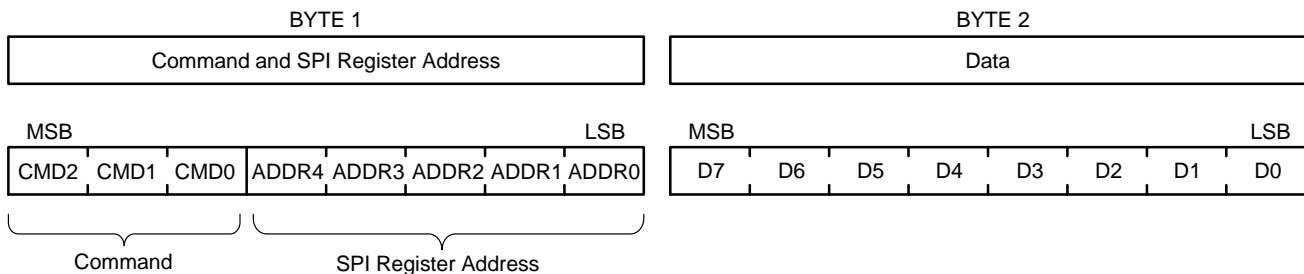 BYTE 1 BYTE 2
Command and SPI Register Address Data
MSB LSB MSB LSB
CMD2 CMD1 CMD0 ADDR4 ADDR3 ADDR2 ADDR1 ADDR0 D7 D6 D5 D4 D3 D2 D1 D0
Command SPI Register Address